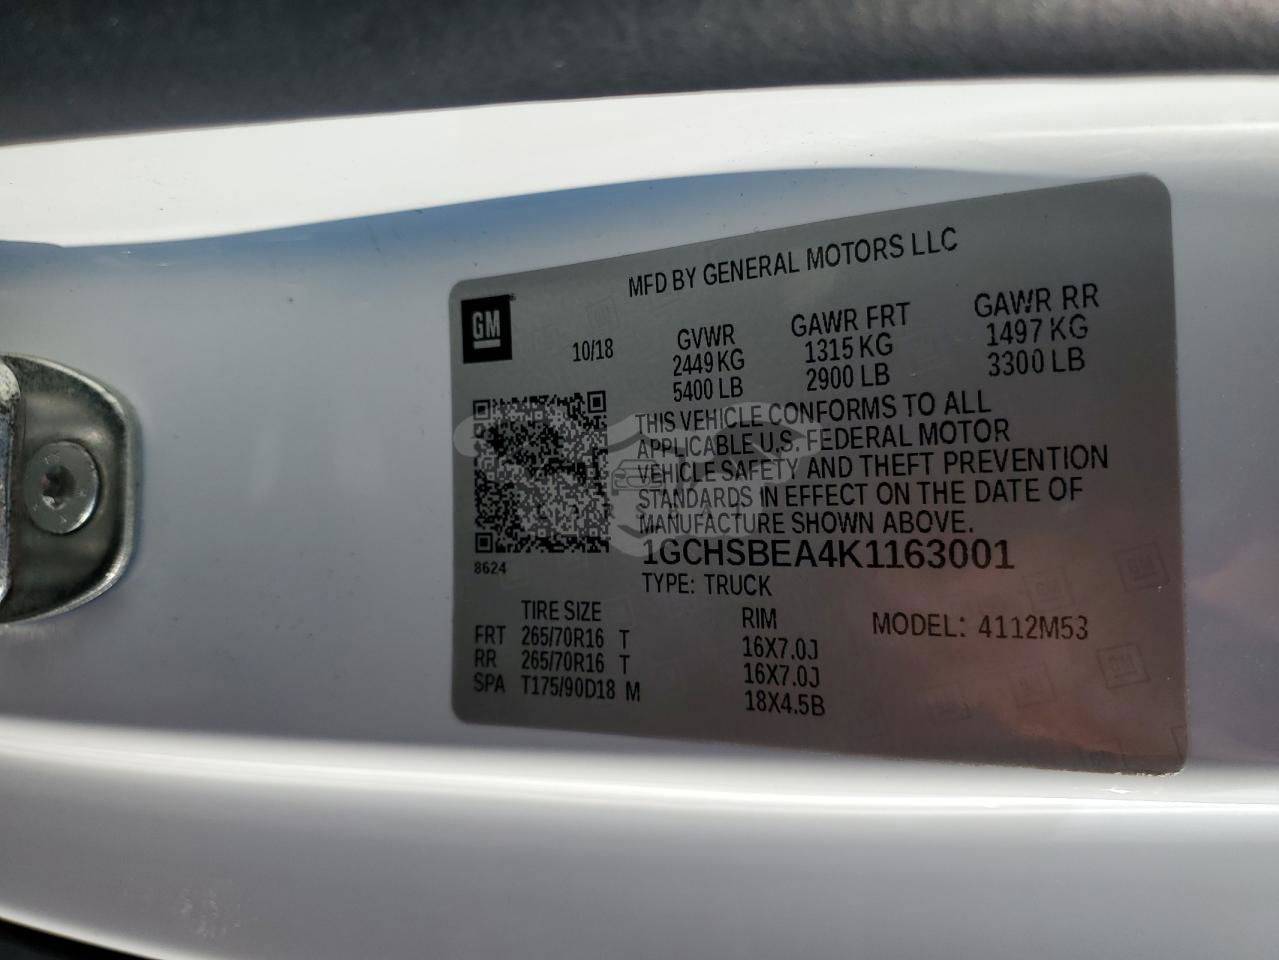 MFD BY GENERAL MOTORS LLC
GM
10/18
GVWR GAWR FRT GAWR RR
2449 KG 1315 KG 1497 KG
5400 LB 2900 LB 3300 LB
THIS VEHICLE CONFORMS TO ALL
APPLICABLE U.S. FEDERAL MOTOR
VEHICLE SAFETY AND THEFT PREVENTION
STANDARDS IN EFFECT ON THE DATE OF
MANUFACTURE SHOWN ABOVE.
8624
1GCHSBEA4K1163001
TYPE: TRUCK
TIRE SIZE RIM MODEL: 4112M53
FRT 265/70R16 T 16X7.0J
RR 265/70R16 T 16X7.0J
SPA T175/90D18 M 18X4.5B